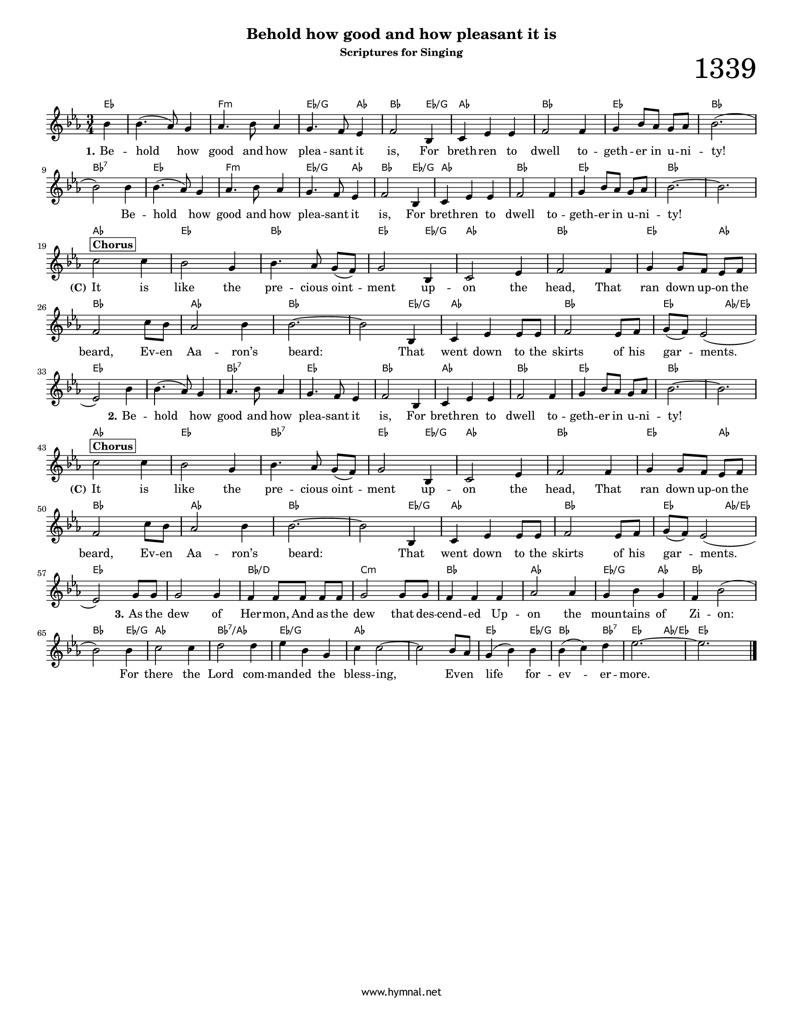 Behold how good and how pleasant it is
Scriptures for Singing
1339
E♭ Fm E♭/G A♭ B♭ E♭/G A♭ B♭ E♭ B♭
1. Be - hold how good and how plea - sant it is, For breth ren to dwell to - geth - er in u - ni - ty!
9
B♭7 E♭ Fm E♭/G A♭ B♭ E♭/G A♭ B♭ E♭ B♭
Be - hold how good and how plea - sant it is, For breth ren to dwell to - geth - er in u - ni - ty!
A♭ E♭ B♭ E♭ E♭/G A♭ B♭ E♭ A♭
19 Chorus
(C) It is like the pre - cious oint - ment up - on the head, That ran down up-on the
26
B♭ A♭ B♭ E♭/G A♭ B♭ E♭ A♭/E♭
beard, Ev-en Aa - ron's beard: That went down to the skirts of his gar - ments.
33
E♭ B♭7 E♭ B♭ A♭ B♭ E♭ B♭
2. Be - hold how good and how plea - sant it is, For breth ren to dwell to - geth - er in u - ni - ty!
A♭ E♭ B♭7 E♭ E♭/G A♭ B♭ E♭ A♭
43 Chorus
(C) It is like the pre - cious oint - ment up - on the head, That ran down up-on the
50
B♭ A♭ B♭ E♭/G A♭ B♭ E♭ A♭/E♭
beard, Ev-en Aa - ron's beard: That went down to the skirts of his gar - ments.
57
E♭ B♭/D Cm B♭ A♭ E♭/G A♭ B♭
3. As the dew of Hermon, And as the dew that des-cend-ed Up - on the mountains of Zi - on:
65
B♭ E♭/G A♭ B♭7/A♭ E♭/G A♭ E♭ E♭/G B♭ B♭7 E♭ A♭/E♭ E♭
For there the Lord com-manded the bless-ing, Even life for - ev - er - more.
www.hymnal.net